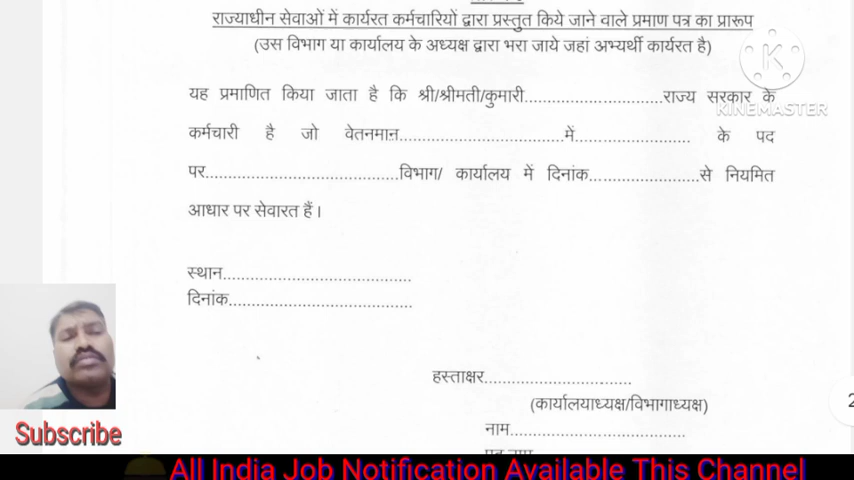 राज्याधीन सेवाओं में कार्यरत कर्मचारियों द्वारा प्रस्तुत किये जाने वाले प्रमाण पत्र का प्रारूप
(उस विभाग या कार्यालय के अध्यक्ष द्वारा भरा जाये जहां अभ्यर्थी कार्यरत है)
यह प्रमाणित किया जाता है कि श्री/श्रीमती/कुमारी............................राज्य सरकार के
कर्मचारी है जो वेतनमान.................................में....................... के पद
पर.......................................विभाग/ कार्यालय में दिनांक......................से नियमित
आधार पर सेवारत हैं।
स्थान......................................
दिनांक.....................................
हस्ताक्षर..............................
(कार्यालयाध्यक्ष/विभागाध्यक्ष)
नाम...................................
K
KINEMASTER
2
Subscribe
All India Job Notification Available This Channel